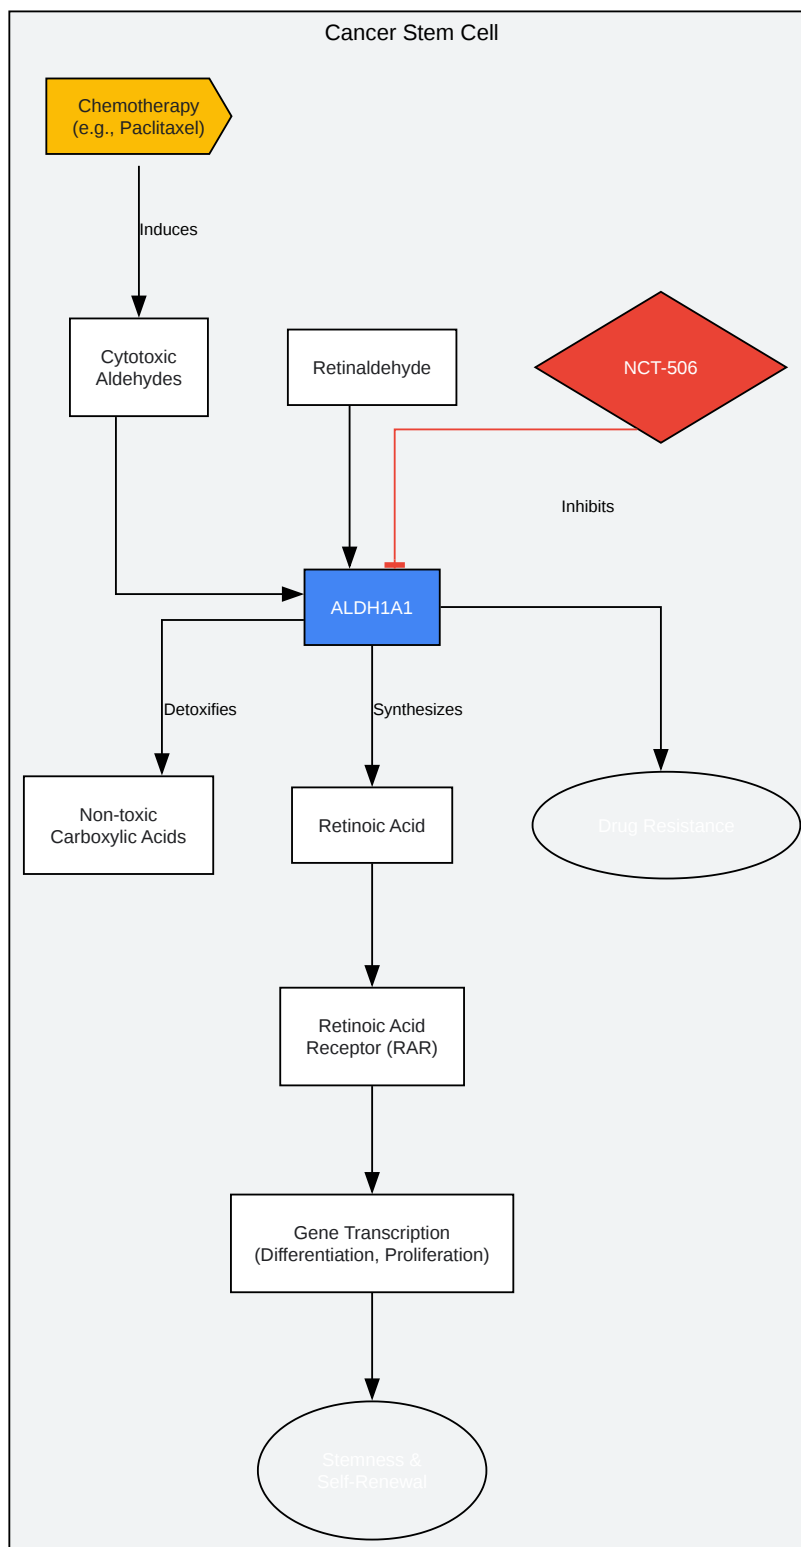 Cancer Stem Cell
Chemotherapy
(e.g., Paclitaxel)
Induces
Cytotoxic
Aldehydes
Retinaldehyde
NCT-506
Inhibits
ALDH1A1
Detoxifies
Synthesizes
Non-toxic
Carboxylic Acids
Retinoic Acid
Drug Resistance
Retinoic Acid
Receptor (RAR)
Gene Transcription
(Differentiation, Proliferation)
Stemness &
Self-Renewal